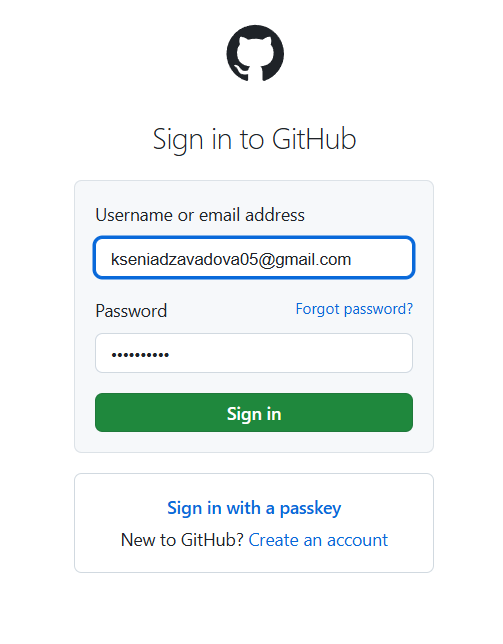 Sign in to GitHub
Username or email address
kseniadzavadova05@gmail.com
Password Forgot password?
••••••••••
Sign in
Sign in with a passkey
New to GitHub? Create an account